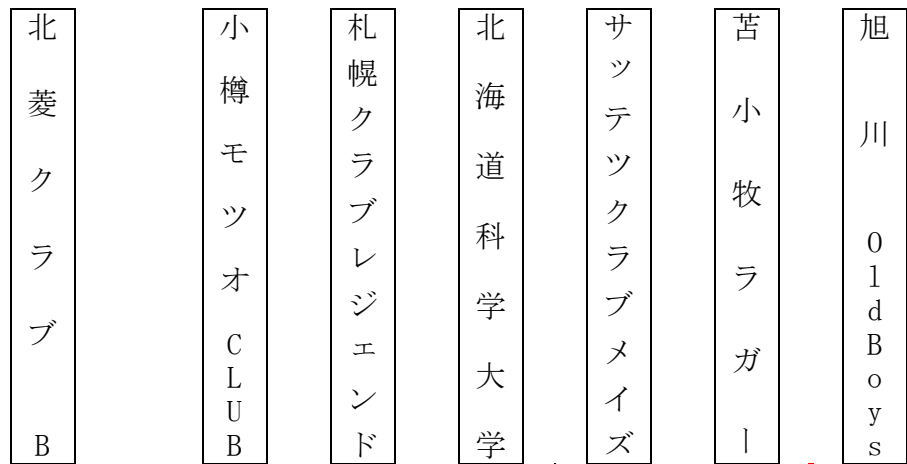 北菱クラブB
小樽モツオCLUB
札幌クラブレジェンド
北海道科学大学
サッテツクラブメイズ
苫小牧ラガー
旭川OldBoys